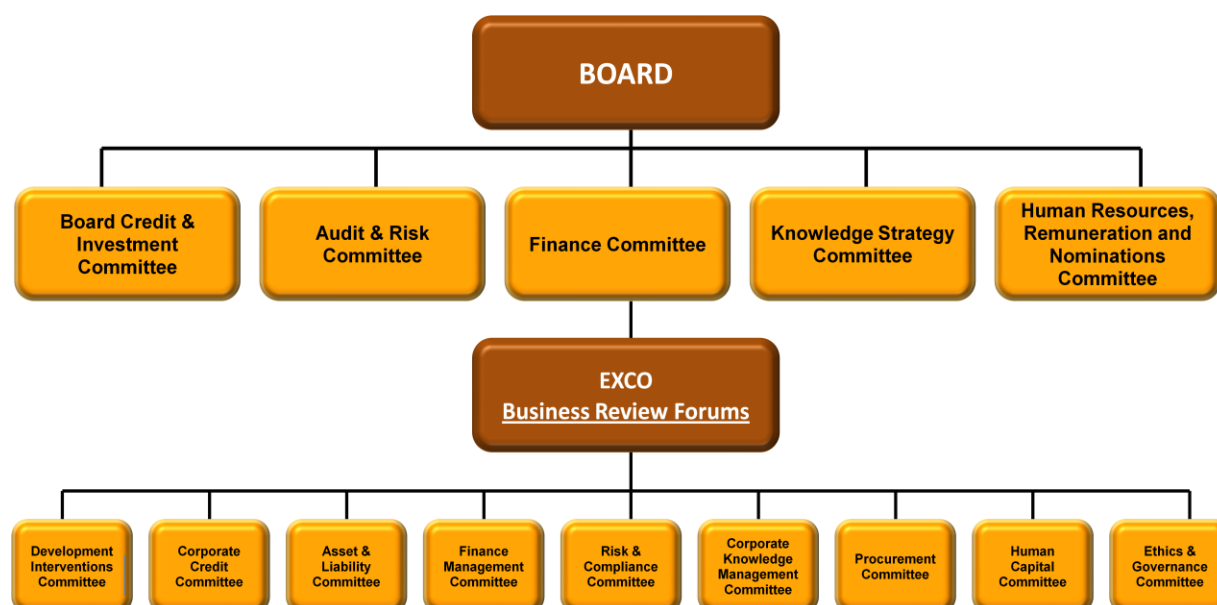 BOARD
Board Credit &
Investment
Committee
Audit & Risk
Committee
Finance Committee
Knowledge Strategy
Committee
Human Resources,
Remuneration and
Nominations
Committee
EXCO
Business Review Forums
Development
Interventions
Committee
Corporate
Credit
Committee
Asset &
Liability
Committee
Finance
Management
Committee
Risk &
Compliance
Committee
Corporate
Knowledge
Management
Committee
Procurement
Committee
Human
Capital
Committee
Ethics &
Governance
Committee